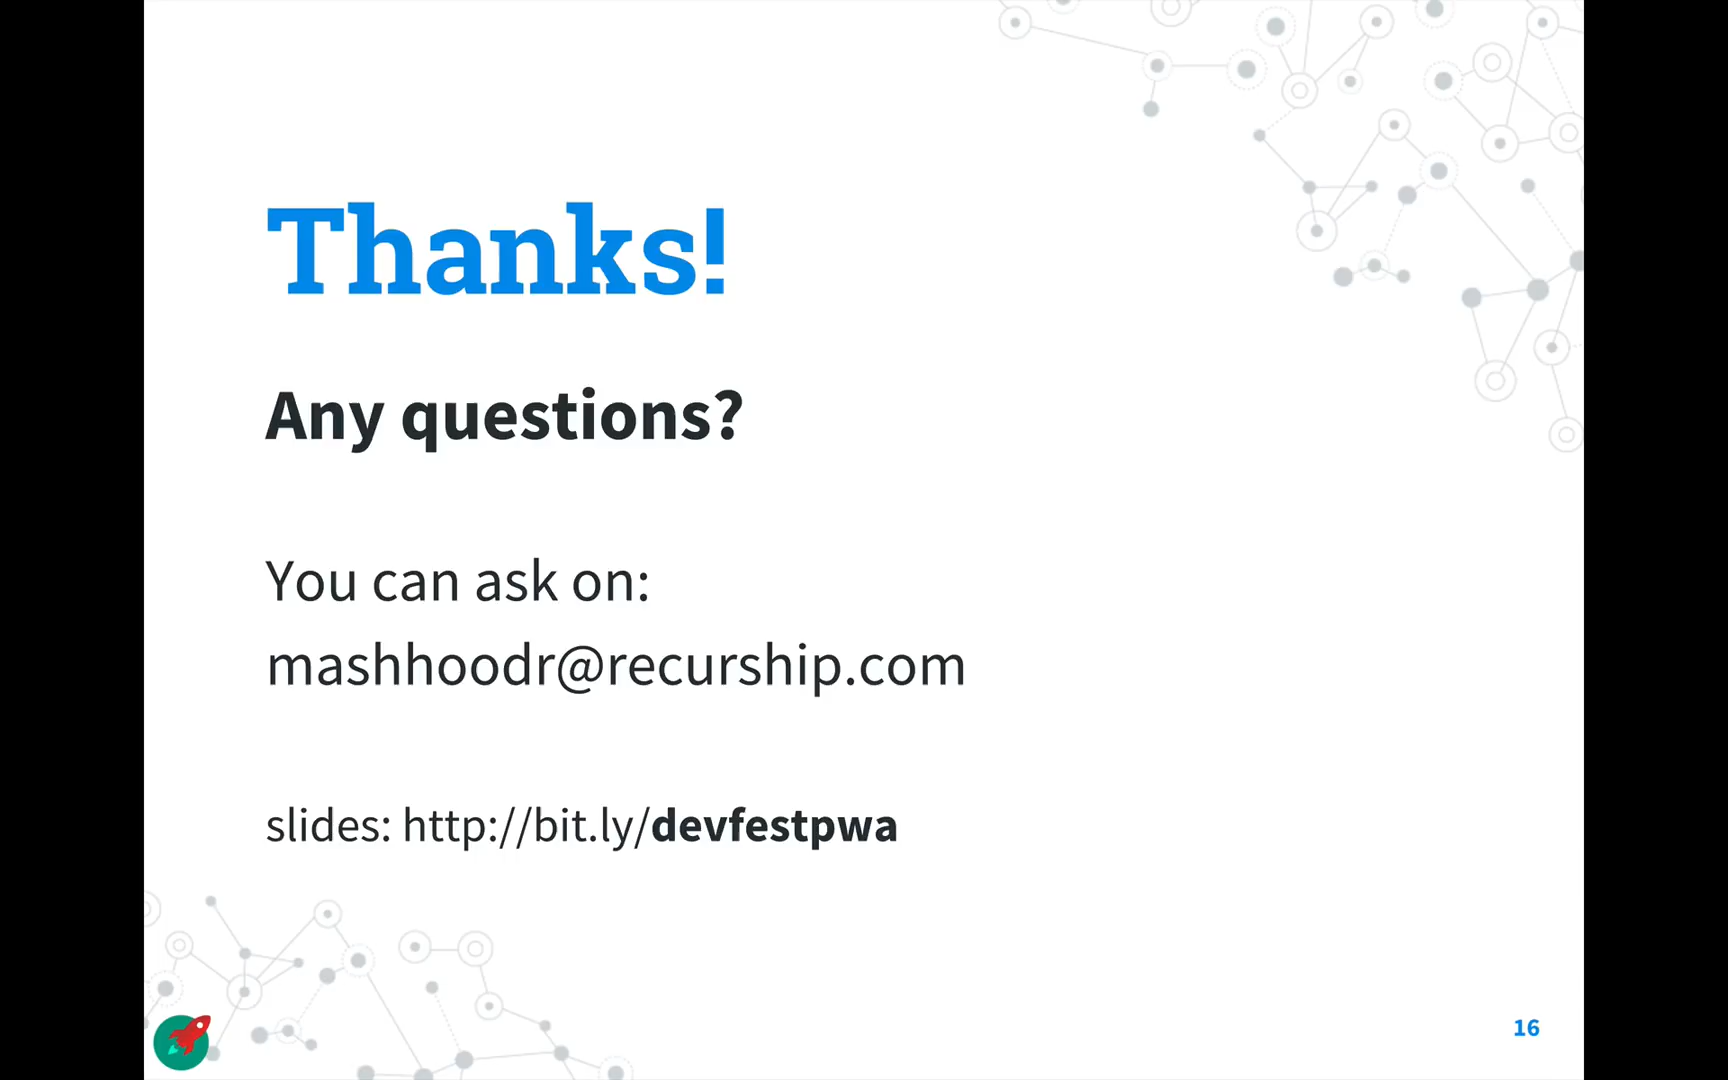 Thanks!
Any questions?
You can ask on:
mashhoodr@recurship.com
slides: http://bit.ly/devfestpwa
16